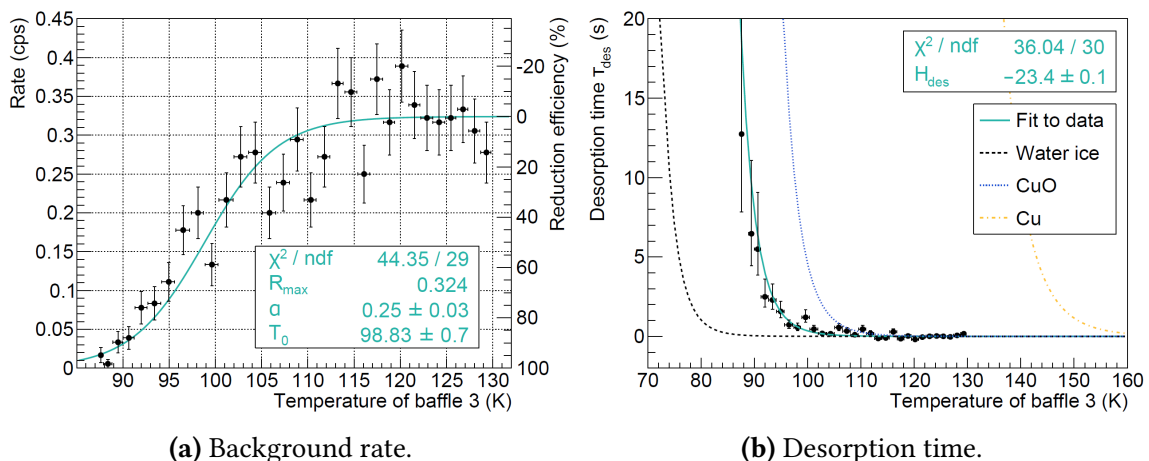 0.45
0.4
0.35
0.3
0.25
0.2
0.15
0.1
0.05
0
Rate (cps)
90 95 100 105 110 115 120 125 130
Temperature of baffle 3 (K)
−20
0
20
40
60
80
100
Reduction efficiency (%)
χ² / ndf 44.35 / 29
Rmax 0.324
α 0.25 ± 0.03
T0 98.83 ± 0.7
(a) Background rate.
20
15
10
5
0
Desorption time τdes (s)
70 80 90 100 110 120 130 140 150 160
Temperature of baffle 3 (K)
χ² / ndf 36.04 / 30
Hdes −23.4 ± 0.1
Fit to data
Water ice
CuO
Cu
(b) Desorption time.